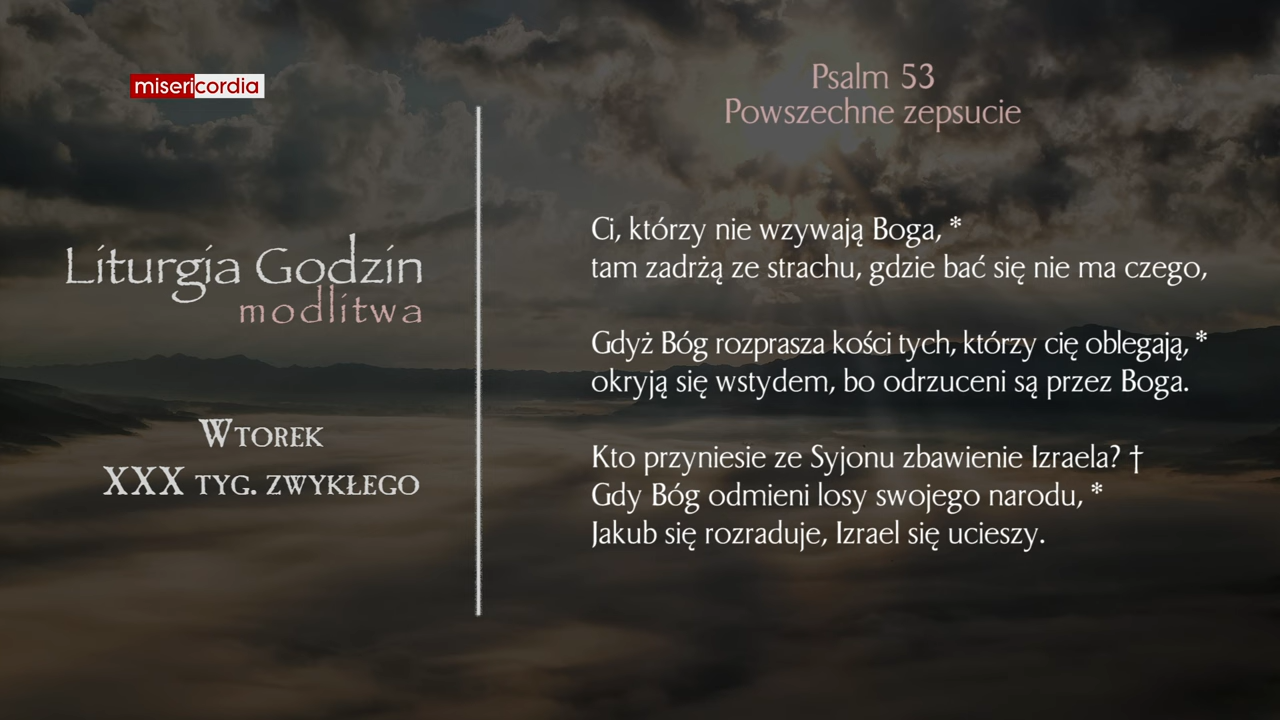 misericordia
Liturgia Godzin
modlitwa
Wtorek
XXX tyg. zwykłego
Psalm 53
Powszechne zepsucie
Ci, którzy nie wzywają Boga, *
tam zadrżą ze strachu, gdzie bać się nie ma czego,
Gdyż Bóg rozprasza kości tych, którzy cię oblegają, *
okryją się wstydem, bo odrzuceni są przez Boga.
Kto przyniesie ze Syjonu zbawienie Izraela? †
Gdy Bóg odmieni losy swojego narodu, *
Jakub się rozraduje, Izrael się ucieszy.